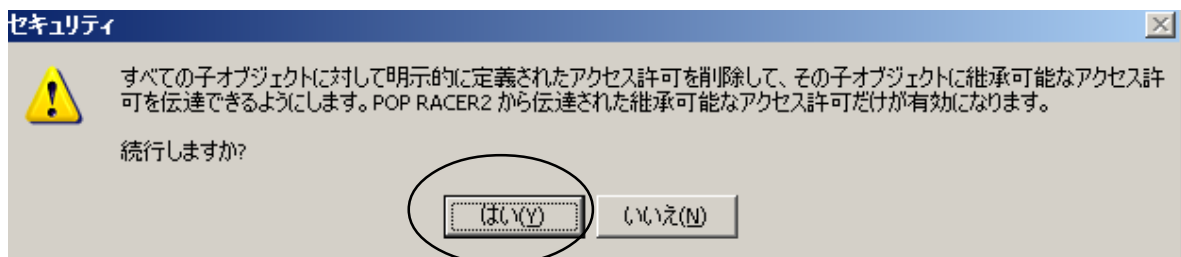 セキュリティ
すべての子オブジェクトに対して明示的に定義されたアクセス許可を削除して、その子オブジェクトに継承可能なアクセス許
可を伝達できるようにします。POP RACER2 から伝達された継承可能なアクセス許可だけが有効になります。
続行しますか?
はい(Y) いいえ(N)